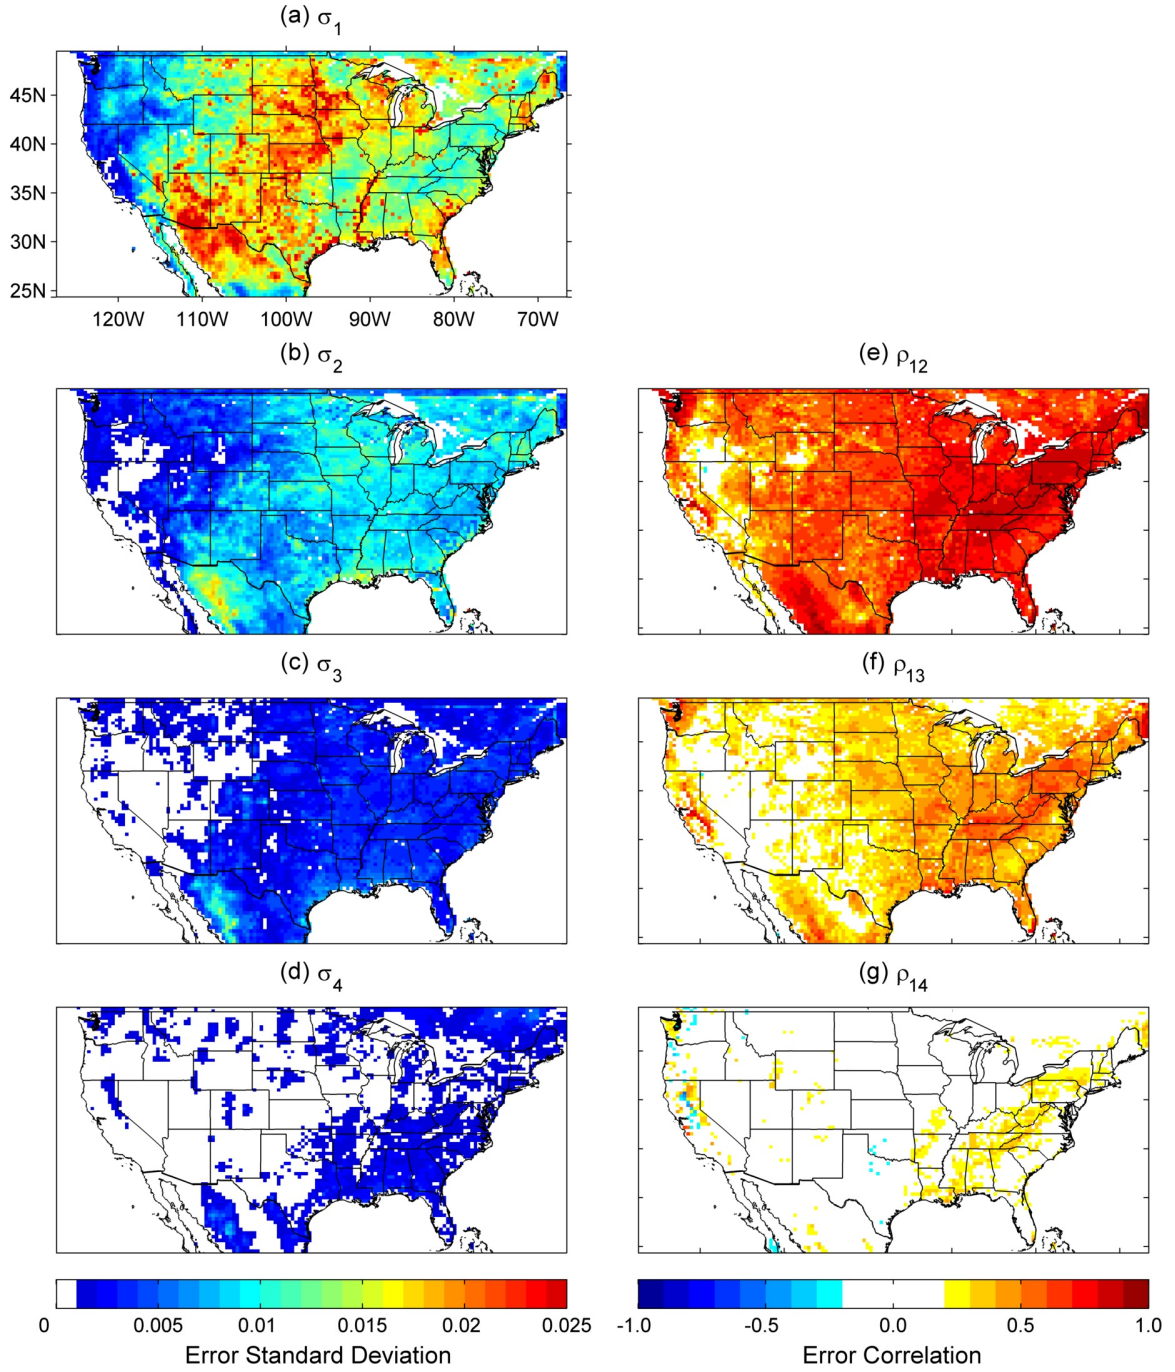 (a) σ1
45N
40N
35N
30N
25N
120W 110W 100W 90W 80W 70W
(b) σ2
(e) ρ12
(c) σ3
(f) ρ13
(d) σ4
(g) ρ14
0 0.005 0.01 0.015 0.02 0.025
Error Standard Deviation
-1.0 -0.5 0.0 0.5 1.0
Error Correlation